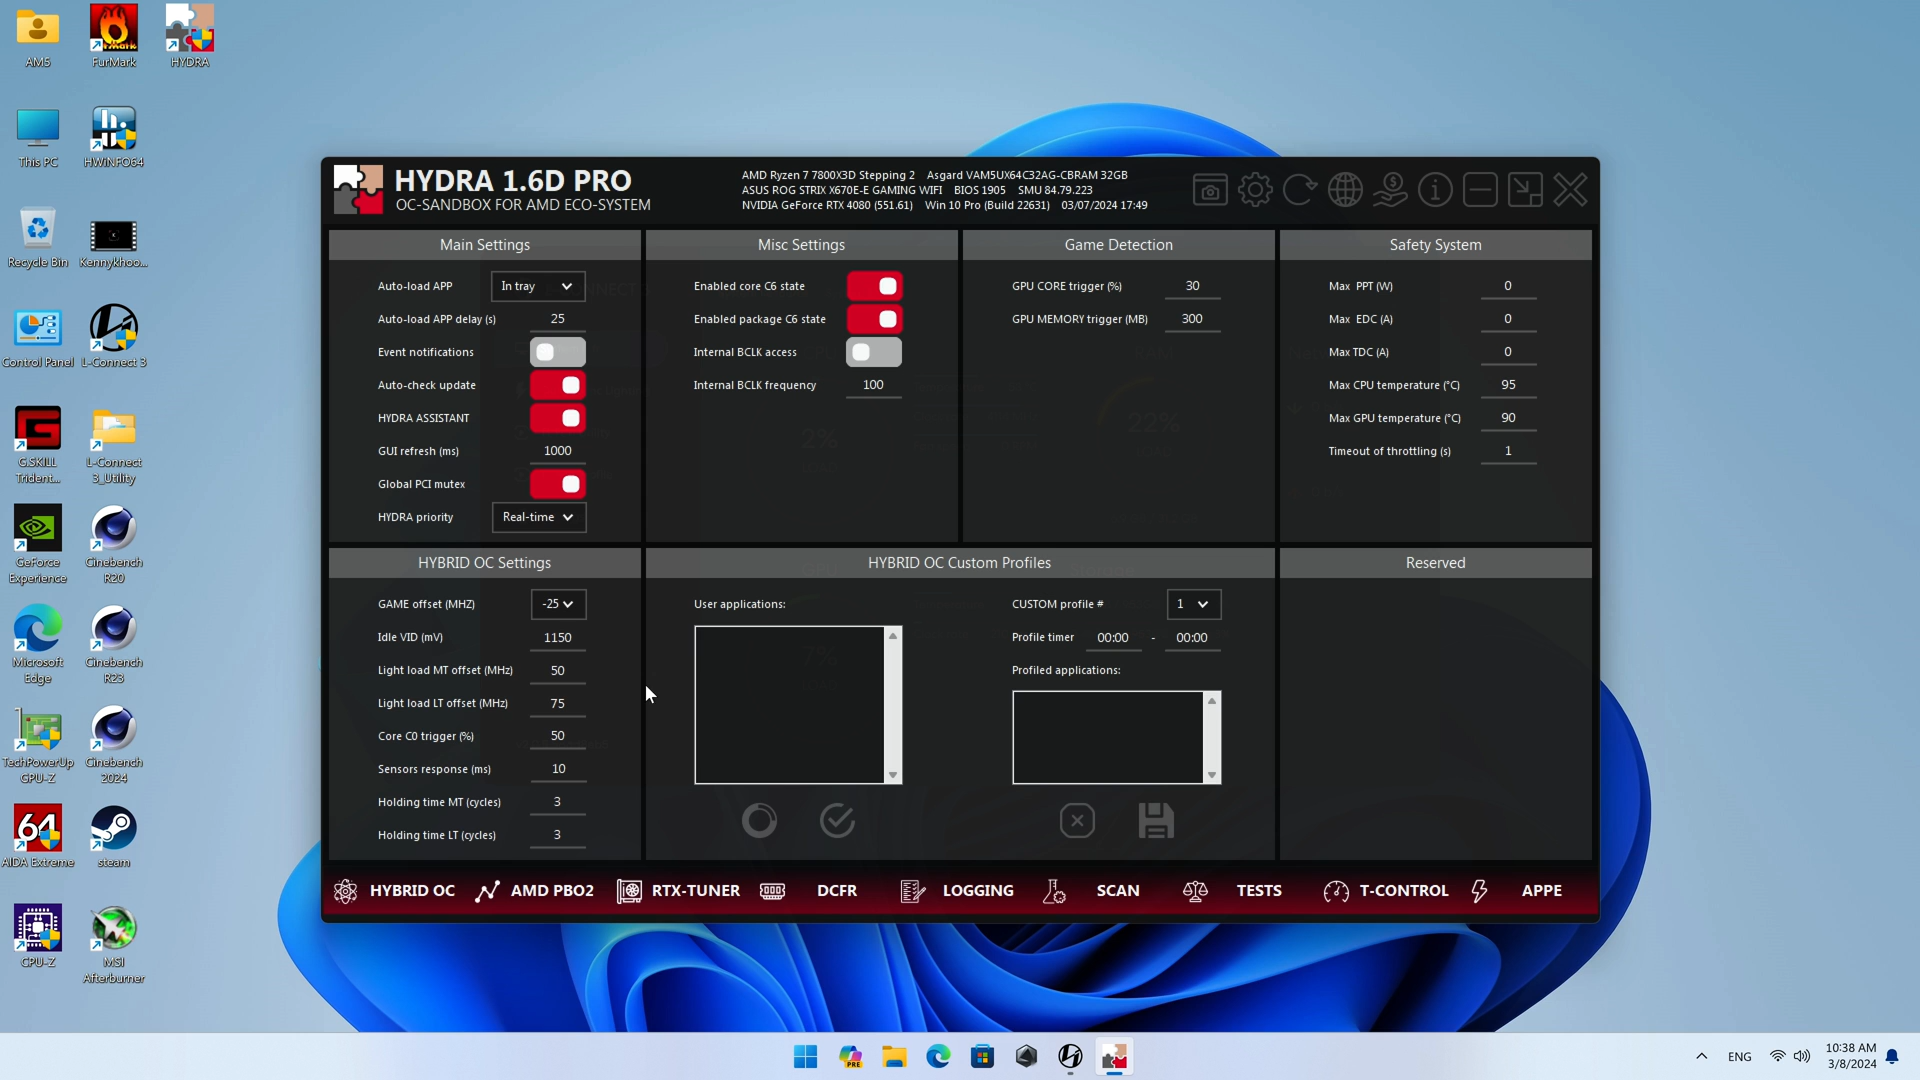 AM5
FurMark
HYDRA
This PC
HWiNFO64
Recycle Bin
Kennykhoo...
Control Panel
L-Connect 3
G.SKILL
Trident...
L-Connect
3_Utility
GeForce
Experience
Cinebench
R20
Microsoft
Edge
Cinebench
R23
TechPowerUp
GPU-Z
Cinebench
2024
64
AIDA Extreme
steam
CPU-Z
MSI
Afterburner
HYDRA 1.6D PRO
OC-SANDBOX FOR AMD ECO-SYSTEM
AMD Ryzen 7 7800X3D Stepping 2 Asgard VAM5UX64C32AG-CBRAM 32GB
ASUS ROG STRIX X670E-E GAMING WIFI BIOS 1905 SMU 84.79.223
NVIDIA GeForce RTX 4080 (551.61) Win 10 Pro (Build 22631) 03/07/2024 17:49
Main Settings
Auto-load APP In tray
Auto-load APP delay (s) 25
Event notifications
Auto-check update
HYDRA ASSISTANT
GUI refresh (ms) 1000
Global PCI mutex
HYDRA priority Real-time
Misc Settings
Enabled core C6 state
Enabled package C6 state
Internal BCLK access
Internal BCLK frequency 100
2%
Game Detection
GPU CORE trigger (%) 30
GPU MEMORY trigger (MB) 300
RAM
22%
Safety System
Max PPT (W) 0
Max EDC (A) 0
Max TDC (A) 0
Max CPU temperature (°C) 95
Max GPU temperature (°C) 90
Timeout of throttling (s) 1
HYBRID OC Settings
GAME offset (MHZ) -25
Idle VID (mV) 1150
Light load MT offset (MHz) 50
Light load LT offset (MHz) 75
Core C0 trigger (%) 50
Sensors response (ms) 10
Holding time MT (cycles) 3
Holding time LT (cycles) 3
HYBRID OC Custom Profiles
User applications:
7%
CUSTOM profile # 1
Profile timer 00:00 - 00:00
Profiled applications:
Reserved
HYBRID OC AMD PBO2 RTX-TUNER DCFR LOGGING SCAN TESTS T-CONTROL APPE
PRE
ENG
10:38 AM
3/8/2024